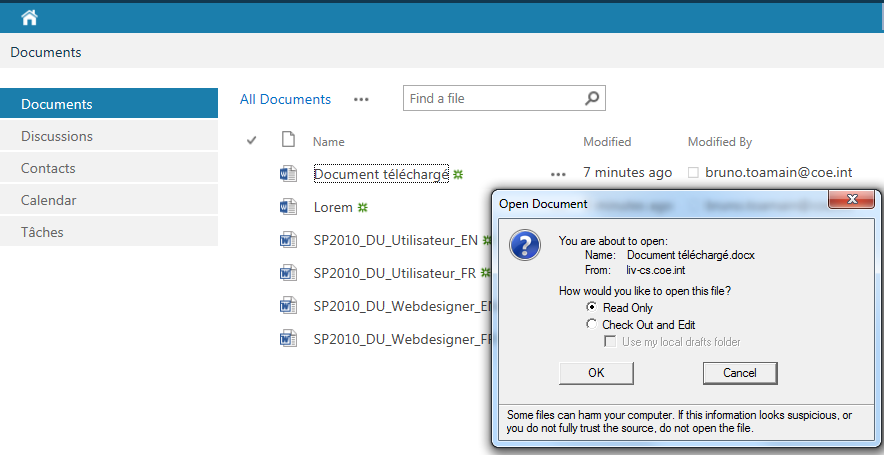 Documents
Documents
Discussions
Contacts
Calendar
Tâches
All Documents ••• Find a file
Name Modified Modified By
Document téléchargé ••• 7 minutes ago bruno.toamain@coe.int
Lorem
SP2010_DU_Utilisateur_EN
SP2010_DU_Utilisateur_FR
SP2010_DU_Webdesigner_EN
SP2010_DU_Webdesigner_FR
Open Document
You are about to open:
Name: Document téléchargé.docx
From: liv-cs.coe.int
How would you like to open this file?
Read Only
Check Out and Edit
Use my local drafts folder
OK Cancel
Some files can harm your computer. If this information looks suspicious, or
you do not fully trust the source, do not open the file.